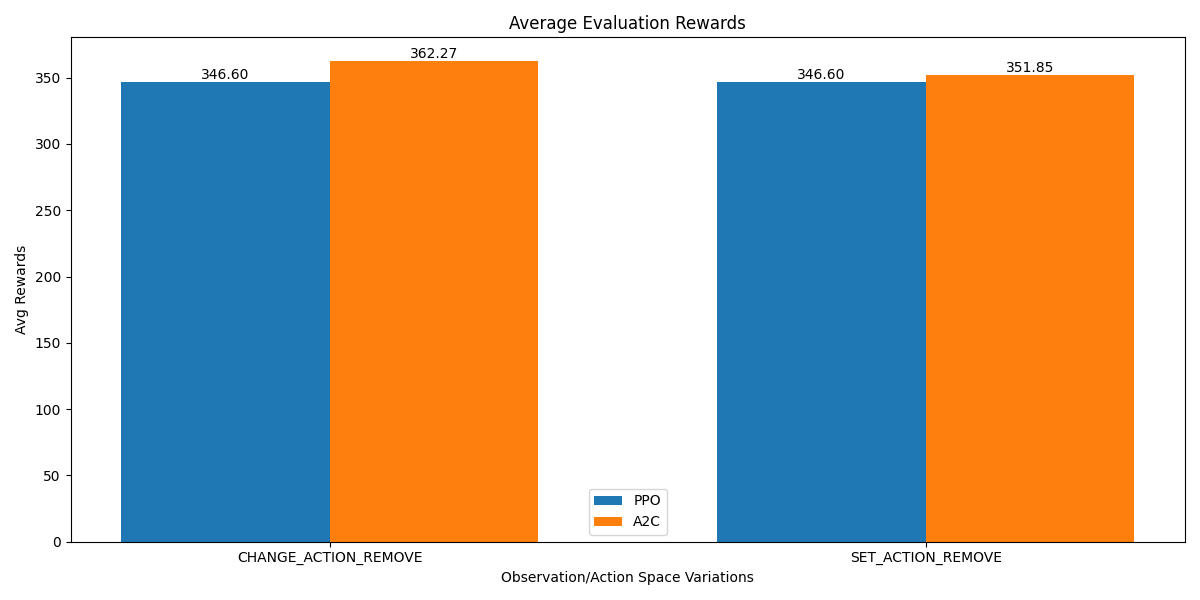 Average Evaluation Rewards
362.27
346.60
346.60
351.85
350
300
250
200
150
100
50
0
Avg Rewards
PPO
A2C
CHANGE_ACTION_REMOVE
SET_ACTION_REMOVE
Observation/Action Space Variations